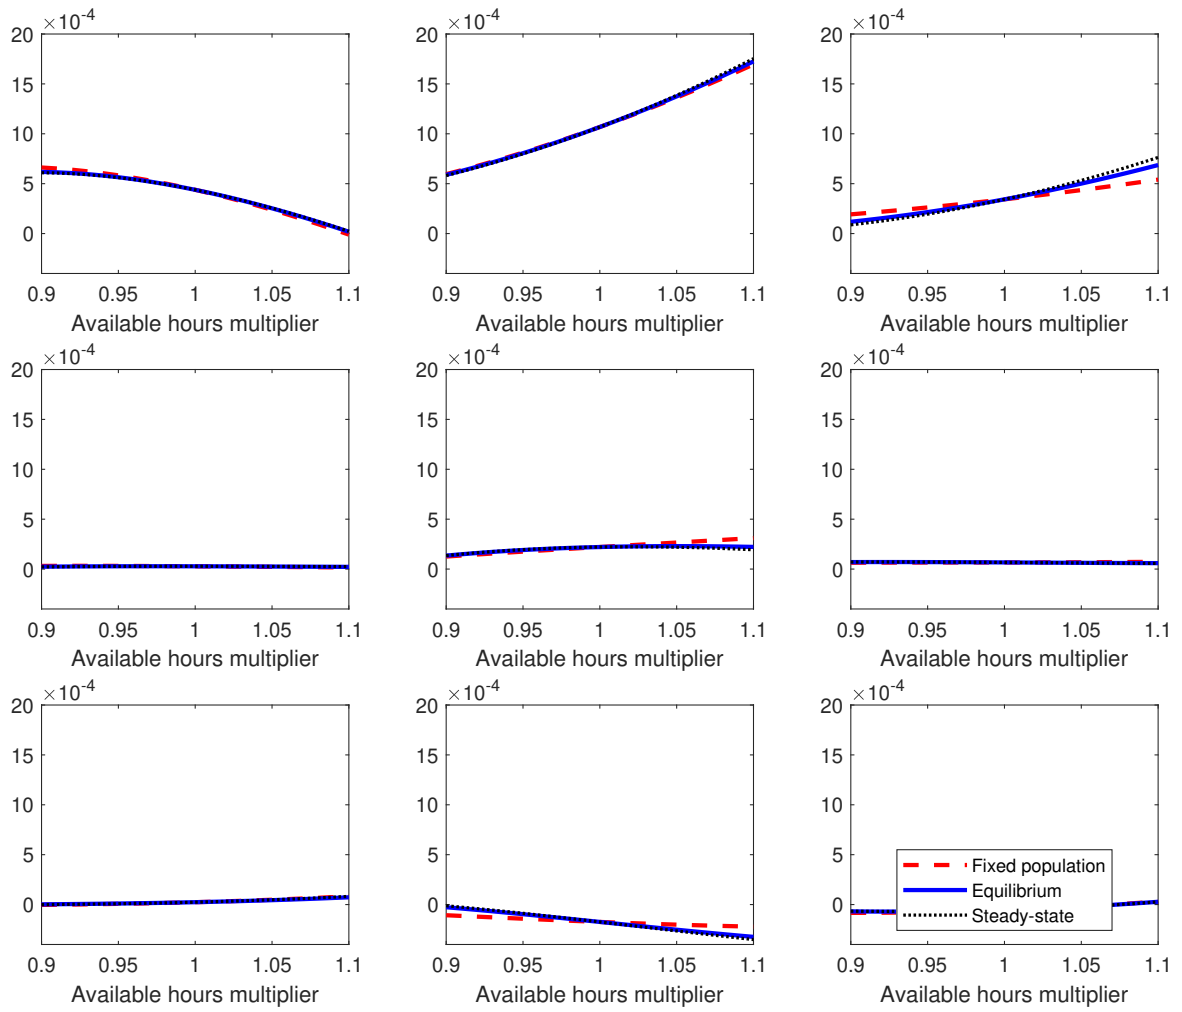 ×10-4 ×10-4 ×10-4
20 20 20
15 15 15
10 10 10
5 5 5
0 0 0
0.9 0.95 1 1.05 1.1 0.9 0.95 1 1.05 1.1 0.9 0.95 1 1.05 1.1
Available hours multiplier Available hours multiplier Available hours multiplier
×10-4 ×10-4 ×10-4
20 20 20
15 15 15
10 10 10
5 5 5
0 0 0
0.9 0.95 1 1.05 1.1 0.9 0.95 1 1.05 1.1 0.9 0.95 1 1.05 1.1
Available hours multiplier Available hours multiplier Available hours multiplier
×10-4 ×10-4 ×10-4
20 20 20
15 15 15
10 10 10
5 5 5
Fixed population
0 0 0
Equilibrium
Steady-state
0.9 0.95 1 1.05 1.1 0.9 0.95 1 1.05 1.1 0.9 0.95 1 1.05 1.1
Available hours multiplier Available hours multiplier Available hours multiplier